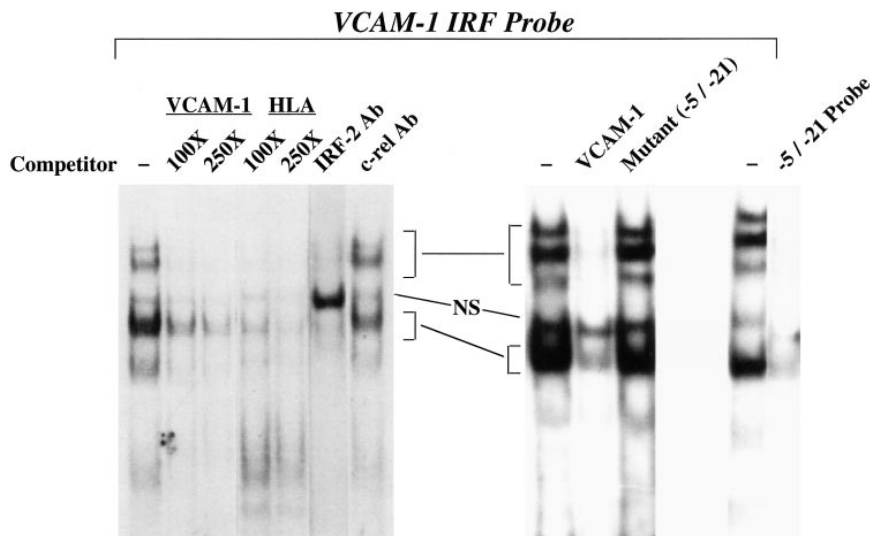 VCAM-1 IRF Probe
VCAM-1 HLA
Competitor – 100X 250X 100X 250X IRF-2 Ab c-rel Ab – VCAM-1 Mutant (-5 / -21) – -5 / -21 Probe
NS